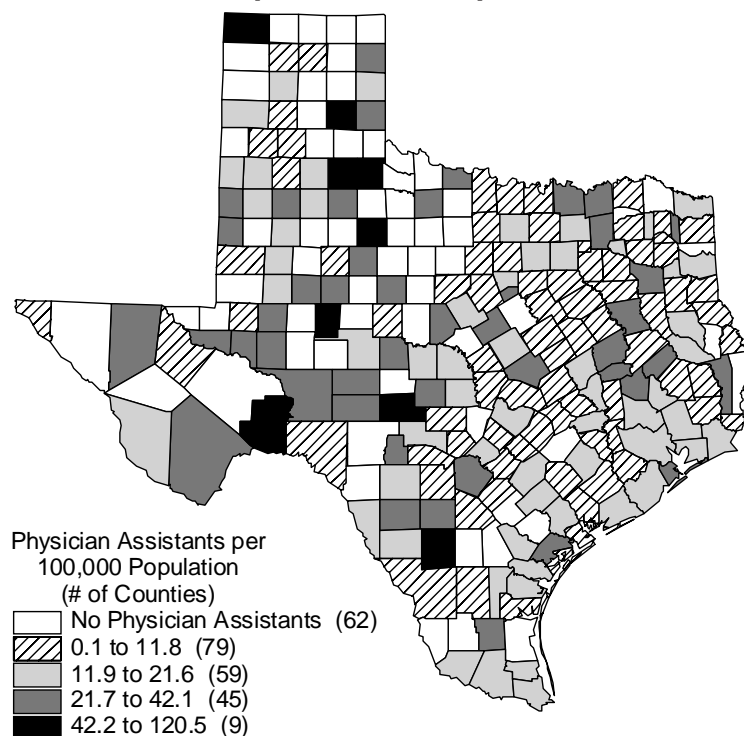 Physician Assistants per
100,000 Population
(# of Counties)
No Physician Assistants (62)
0.1 to 11.8 (79)
11.9 to 21.6 (59)
21.7 to 42.1 (45)
42.2 to 120.5 (9)